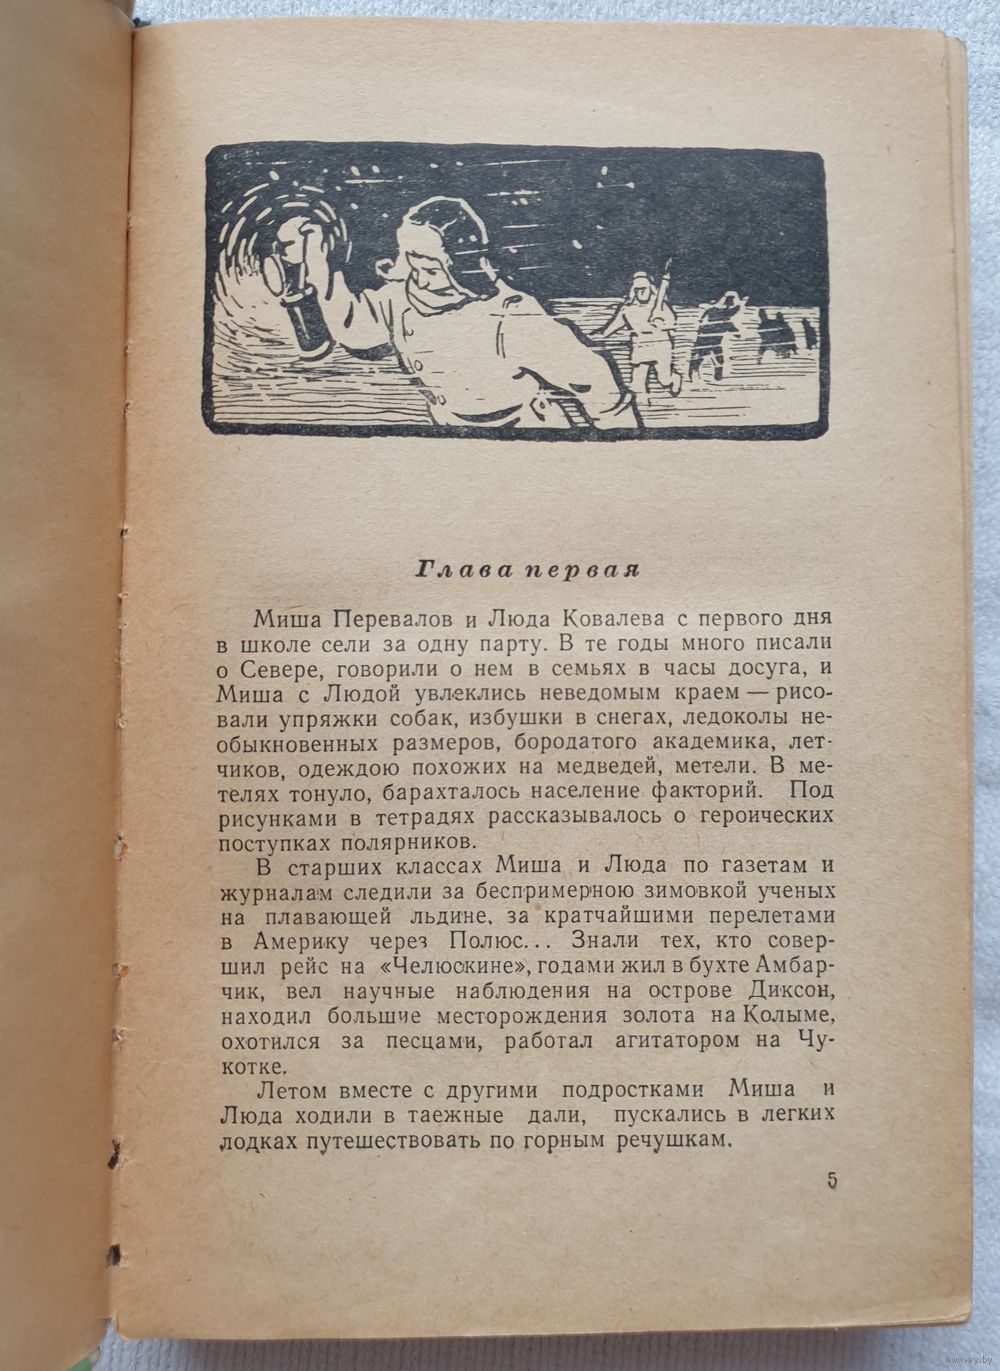 Глава первая
Миша Перевалов и Люда Ковалева с первого дня
в школе сели за одну парту. В те годы много писали
о Севере, говорили о нем в семьях в часы досуга, и
Миша с Людой увлеклись неведомым краем — рисо-
вали упряжки собак, избушки в снегах, ледоколы не-
обыкновенных размеров, бородатого академика, лет-
чиков, одеждою похожих на медведей, метели. В ме-
телях тонуло, барахталось население факторий. Под
рисунками в тетрадях рассказывалось о героических
поступках полярников.
В старших классах Миша и Люда по газетам и
журналам следили за беспримерною зимовкой ученых
на плавающей льдине, за кратчайшими перелетами
в Америку через Полюс... Знали тех, кто совер-
шил рейс на «Челюскине», годами жил в бухте Амбар-
чик, вел научные наблюдения на острове Диксон,
находил большие месторождения золота на Колыме,
охотился за песцами, работал агитатором на Чу-
котке.
Летом вместе с другими подростками Миша и
Люда ходили в таежные дали, пускались в легких
лодках путешествовать по горным речушкам.
5
www.ay.by